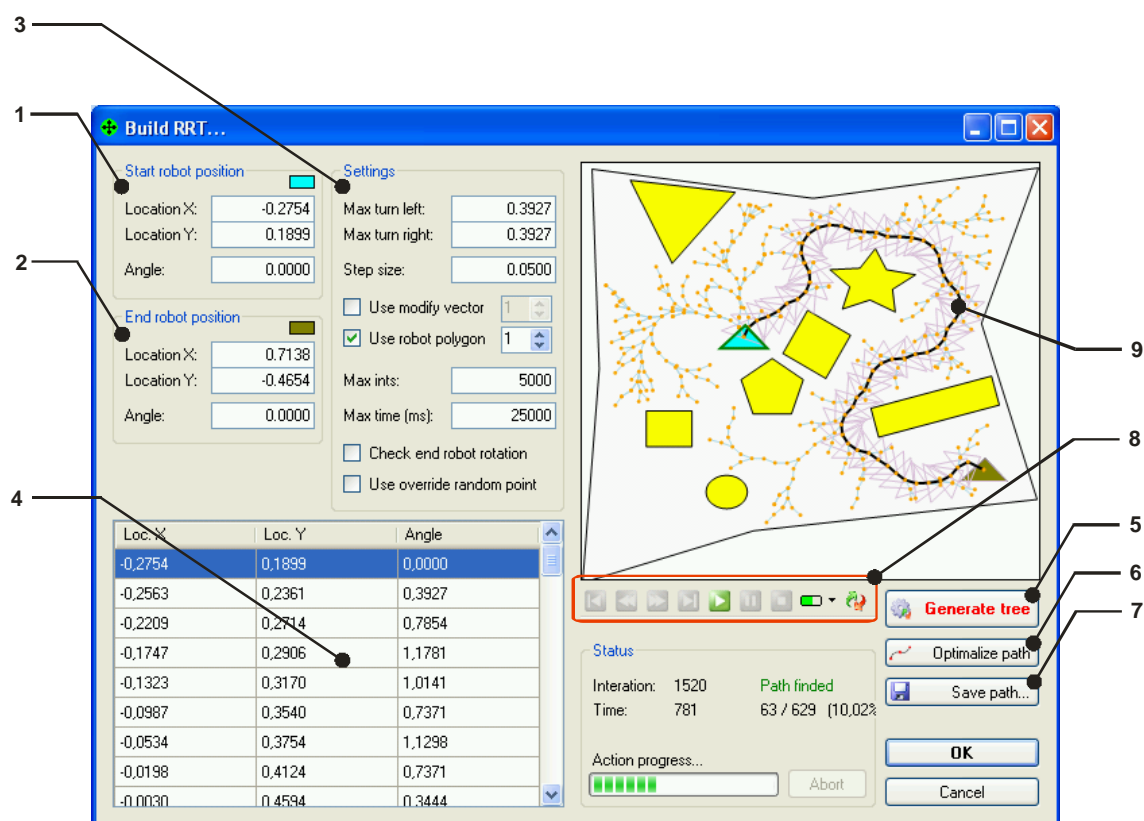 3
1
2
4
9
8
5
6
7
Build RRT...
Start robot position
Location X: -0.2754
Location Y: 0.1899
Angle: 0.0000
End robot position
Location X: 0.7138
Location Y: -0.4654
Angle: 0.0000
Settings
Max turn left: 0.3927
Max turn right: 0.3927
Step size: 0.0500
Use modify vector 1
Use robot polygon 1
Max ints: 5000
Max time (ms): 25000
Check end robot rotation
Use override random point
Loc. X Loc. Y Angle
-0,2754 0,1899 0,0000
-0,2563 0,2361 0,3927
-0,2209 0,2714 0,7854
-0,1747 0,2906 1,1781
-0,1323 0,3170 1,0141
-0,0987 0,3540 0,7371
-0,0534 0,3754 1,1298
-0,0198 0,4124 0,7371
-0,0030 0,4594 0,3444
Status
Interation: 1520 Path finded
Time: 781 63 / 629 (10,02%
Action progress...
Abort
Generate tree
Optimalize path
Save path...
OK
Cancel